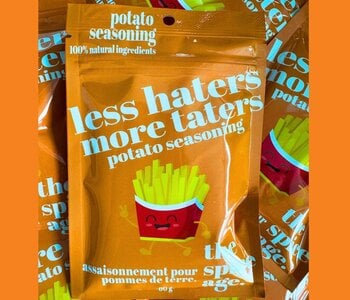 potato
seasoning
100% natural ingredients
less haters
more taters
potato seasoning
the
spice
age.
assaisonnement pour
pommes de terre.
90 g